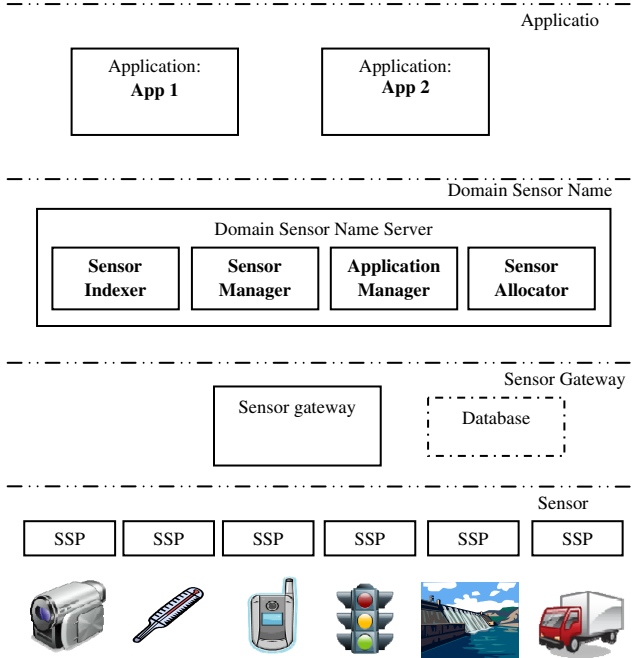 Applicatio
Application:
App 1
Application:
App 2
Domain Sensor Name
Domain Sensor Name Server
Sensor
Indexer
Sensor
Manager
Application
Manager
Sensor
Allocator
Sensor Gateway
Sensor gateway
Database
Sensor
SSP
SSP
SSP
SSP
SSP
SSP